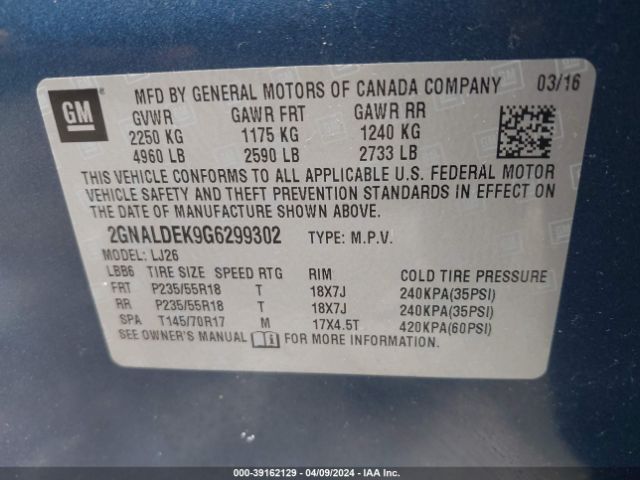 GM
MFD BY GENERAL MOTORS OF CANADA COMPANY 03/16
GVWR GAWR FRT GAWR RR
2250 KG 1175 KG 1240 KG
4960 LB 2590 LB 2733 LB
THIS VEHICLE CONFORMS TO ALL APPLICABLE U.S. FEDERAL MOTOR
VEHICLE SAFETY AND THEFT PREVENTION STANDARDS IN EFFECT ON
THE DATE OF MANUFACTURE SHOWN ABOVE.
2GNALDEK9G6299302 TYPE: M.P.V.
MODEL: LJ26
LBB6 TIRE SIZE SPEED RTG RIM COLD TIRE PRESSURE
FRT P235/55R18 T 18X7J 240KPA(35PSI)
RR P235/55R18 T 18X7J 240KPA(35PSI)
SPA T145/70R17 M 17X4.5T 420KPA(60PSI)
SEE OWNER'S MANUAL FOR MORE INFORMATION.
000-39162129 - 04/09/2024 - IAA Inc.